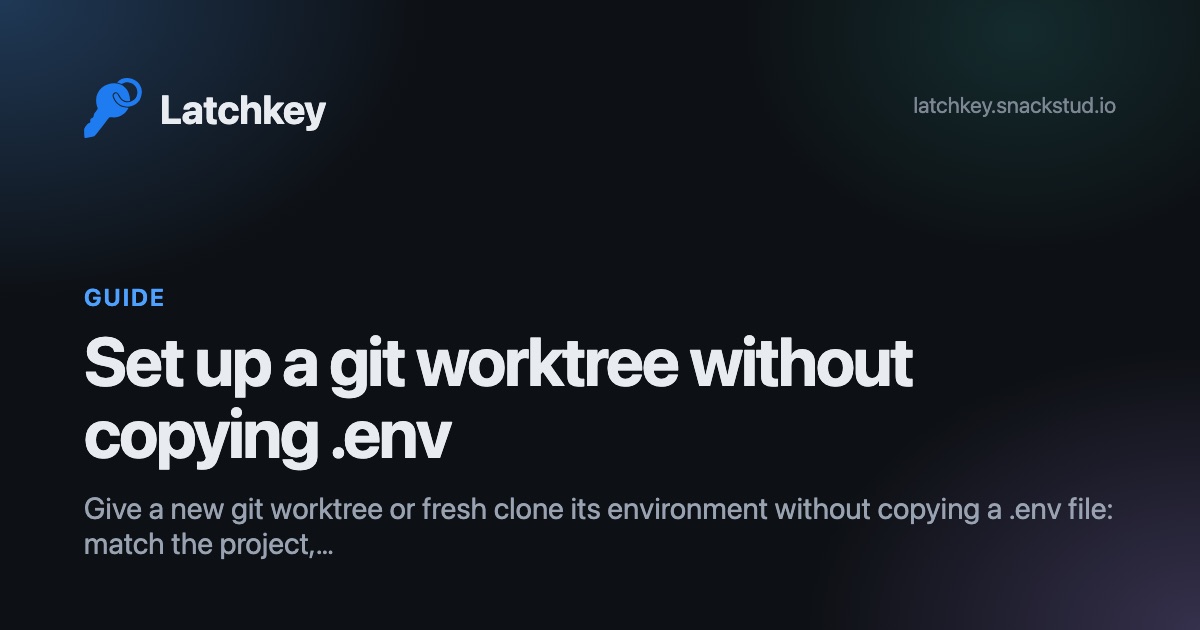 Latchkey
latchkey.snackstud.io
GUIDE
Set up a git worktree without
copying .env
Give a new git worktree or fresh clone its environment without copying a .env file:
match the project,...